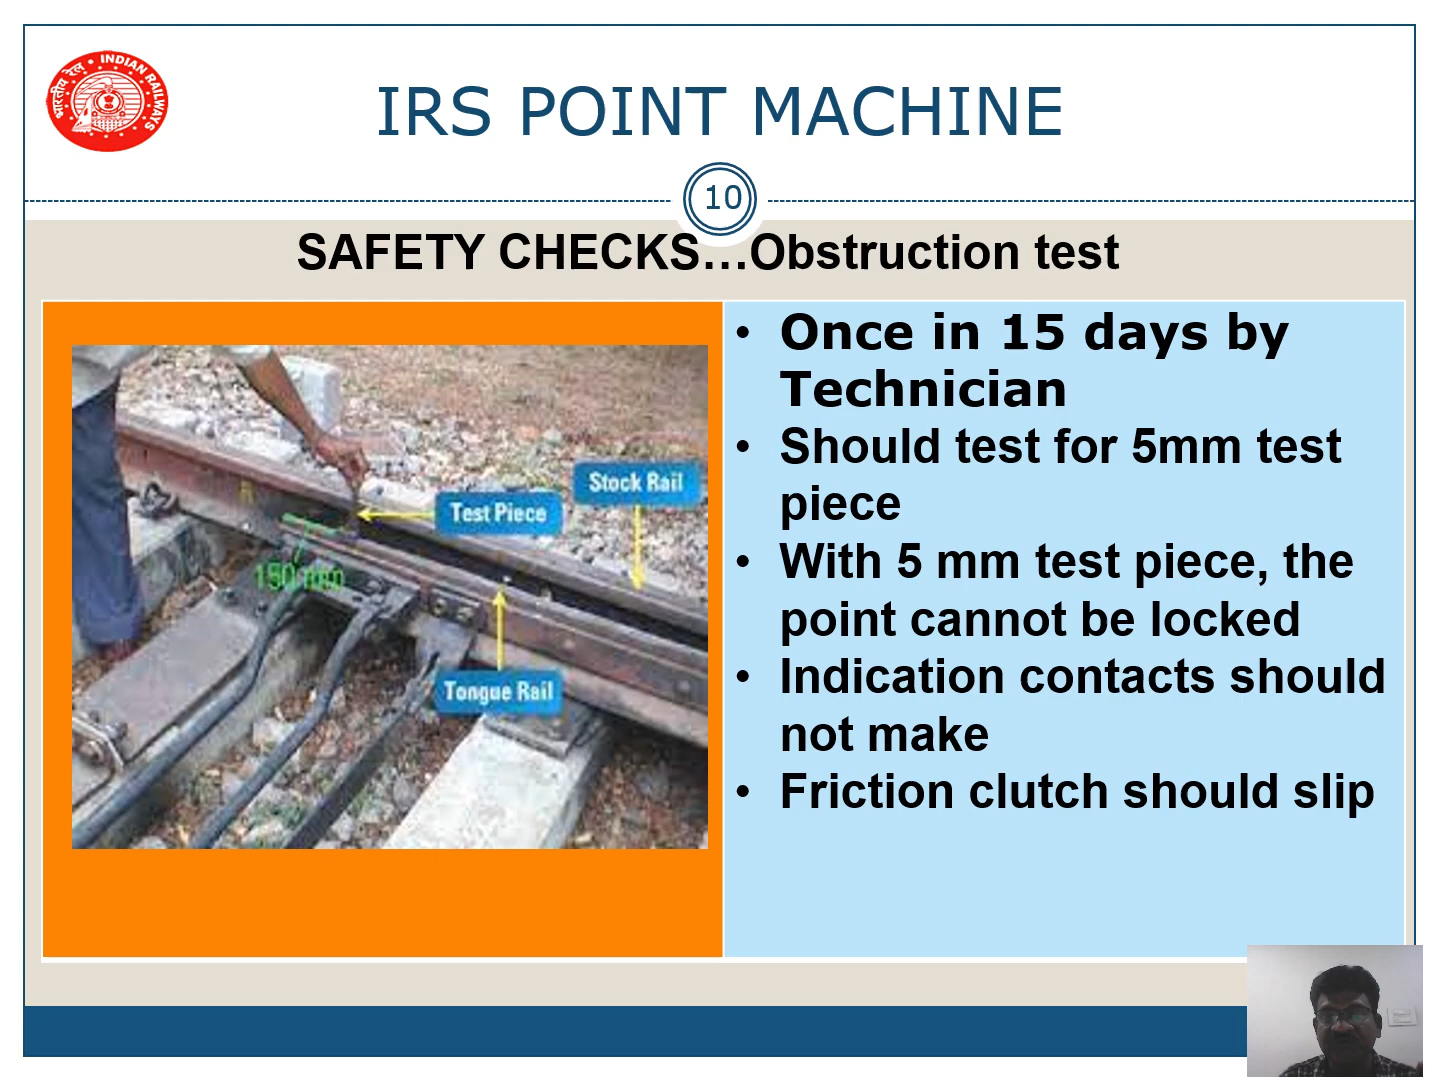 भारतीय रेल • INDIAN RAILWAYS
IRS POINT MACHINE
10
SAFETY CHECKS...Obstruction test
Stock Rail
Test Piece
150 mm
Tongue Rail
• Once in 15 days by
Technician
• Should test for 5mm test
piece
• With 5 mm test piece, the
point cannot be locked
• Indication contacts should
not make
• Friction clutch should slip